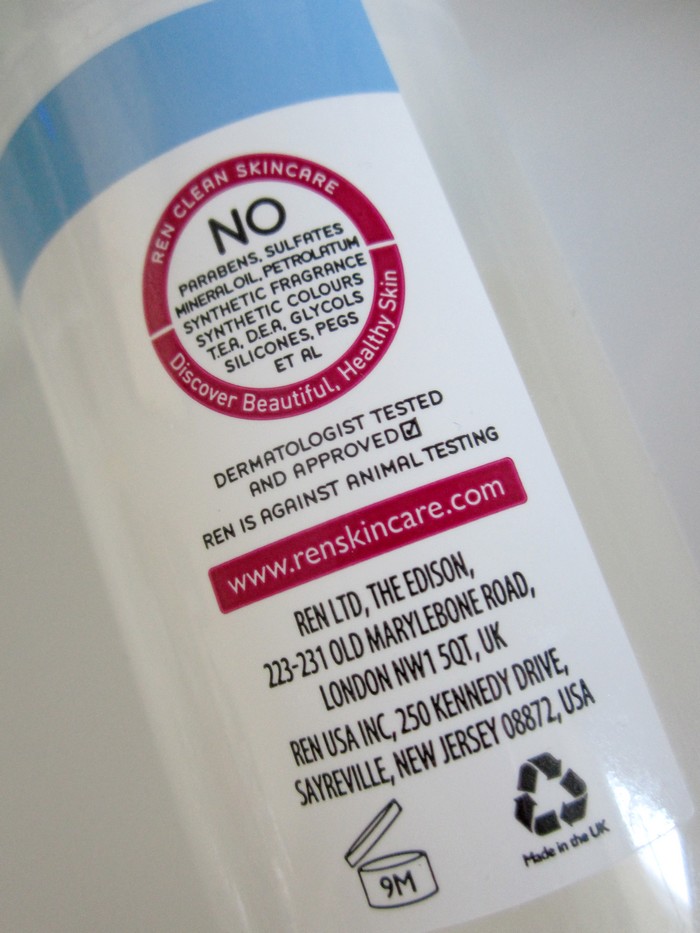 REN CLEAN SKINCARE
NO
PARABENS, SULFATES
MINERAL OIL, PETROLATUM
SYNTHETIC FRAGRANCE
SYNTHETIC COLOURS
T.E.A, D.E.A, GLYCOLS
SILICONES, PEGS
ET AL
Discover Beautiful, Healthy Skin
DERMATOLOGIST TESTED
AND APPROVED
REN IS AGAINST ANIMAL TESTING
www.renskincare.com
REN LTD, THE EDISON,
223-231 OLD MARYLEBONE ROAD,
LONDON NW1 5QT, UK
REN USA INC, 250 KENNEDY DRIVE,
SAYREVILLE, NEW JERSEY 08872, USA
9M
Made in the UK